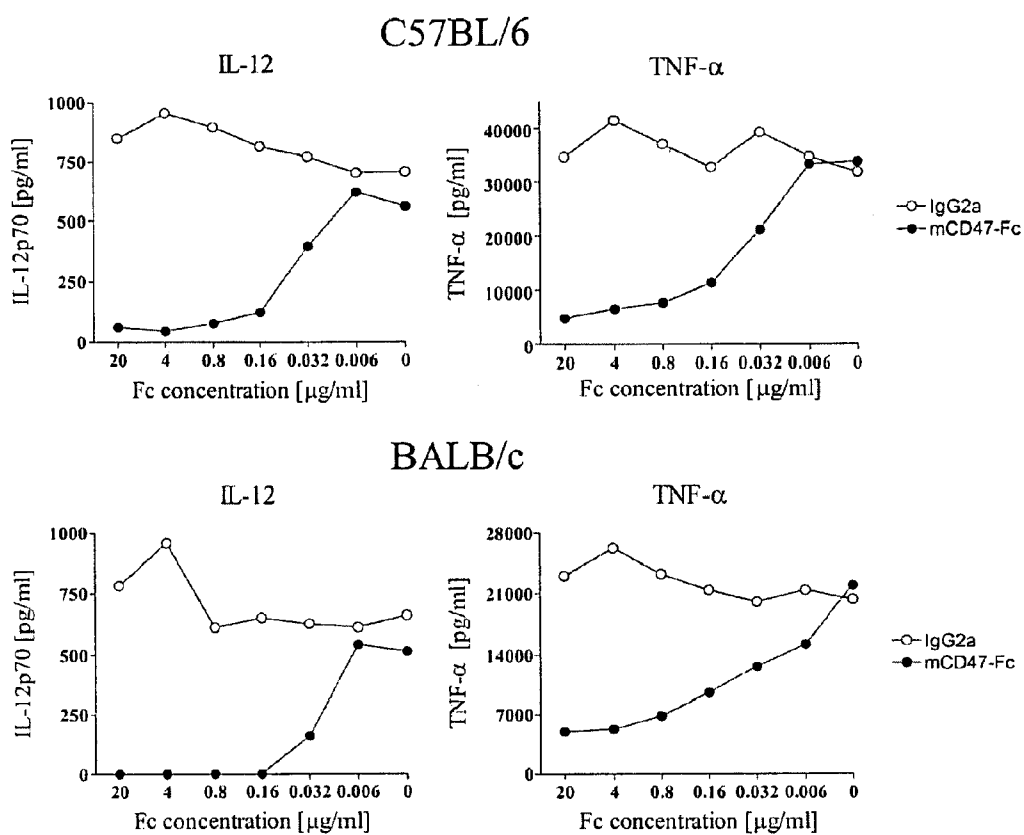 C57BL/6
IL-12
TNF-α
1000
750
500
250
0
IL-12p70 [pg/ml]
20 4 0.8 0.16 0.032 0.006 0
Fc concentration [µg/ml]
40000
30000
20000
10000
0
TNF-α [pg/ml]
20 4 0.8 0.16 0.032 0.006 0
Fc concentration [µg/ml]
IgG2a
mCD47-Fc
BALB/c
IL-12
TNF-α
1000
750
500
250
0
IL-12p70 [pg/ml]
20 4 0.8 0.16 0.032 0.006 0
Fc concentration [µg/ml]
28000
21000
14000
7000
0
TNF-α [pg/ml]
20 4 0.8 0.16 0.032 0.006 0
Fc concentration [µg/ml]
IgG2a
mCD47-Fc